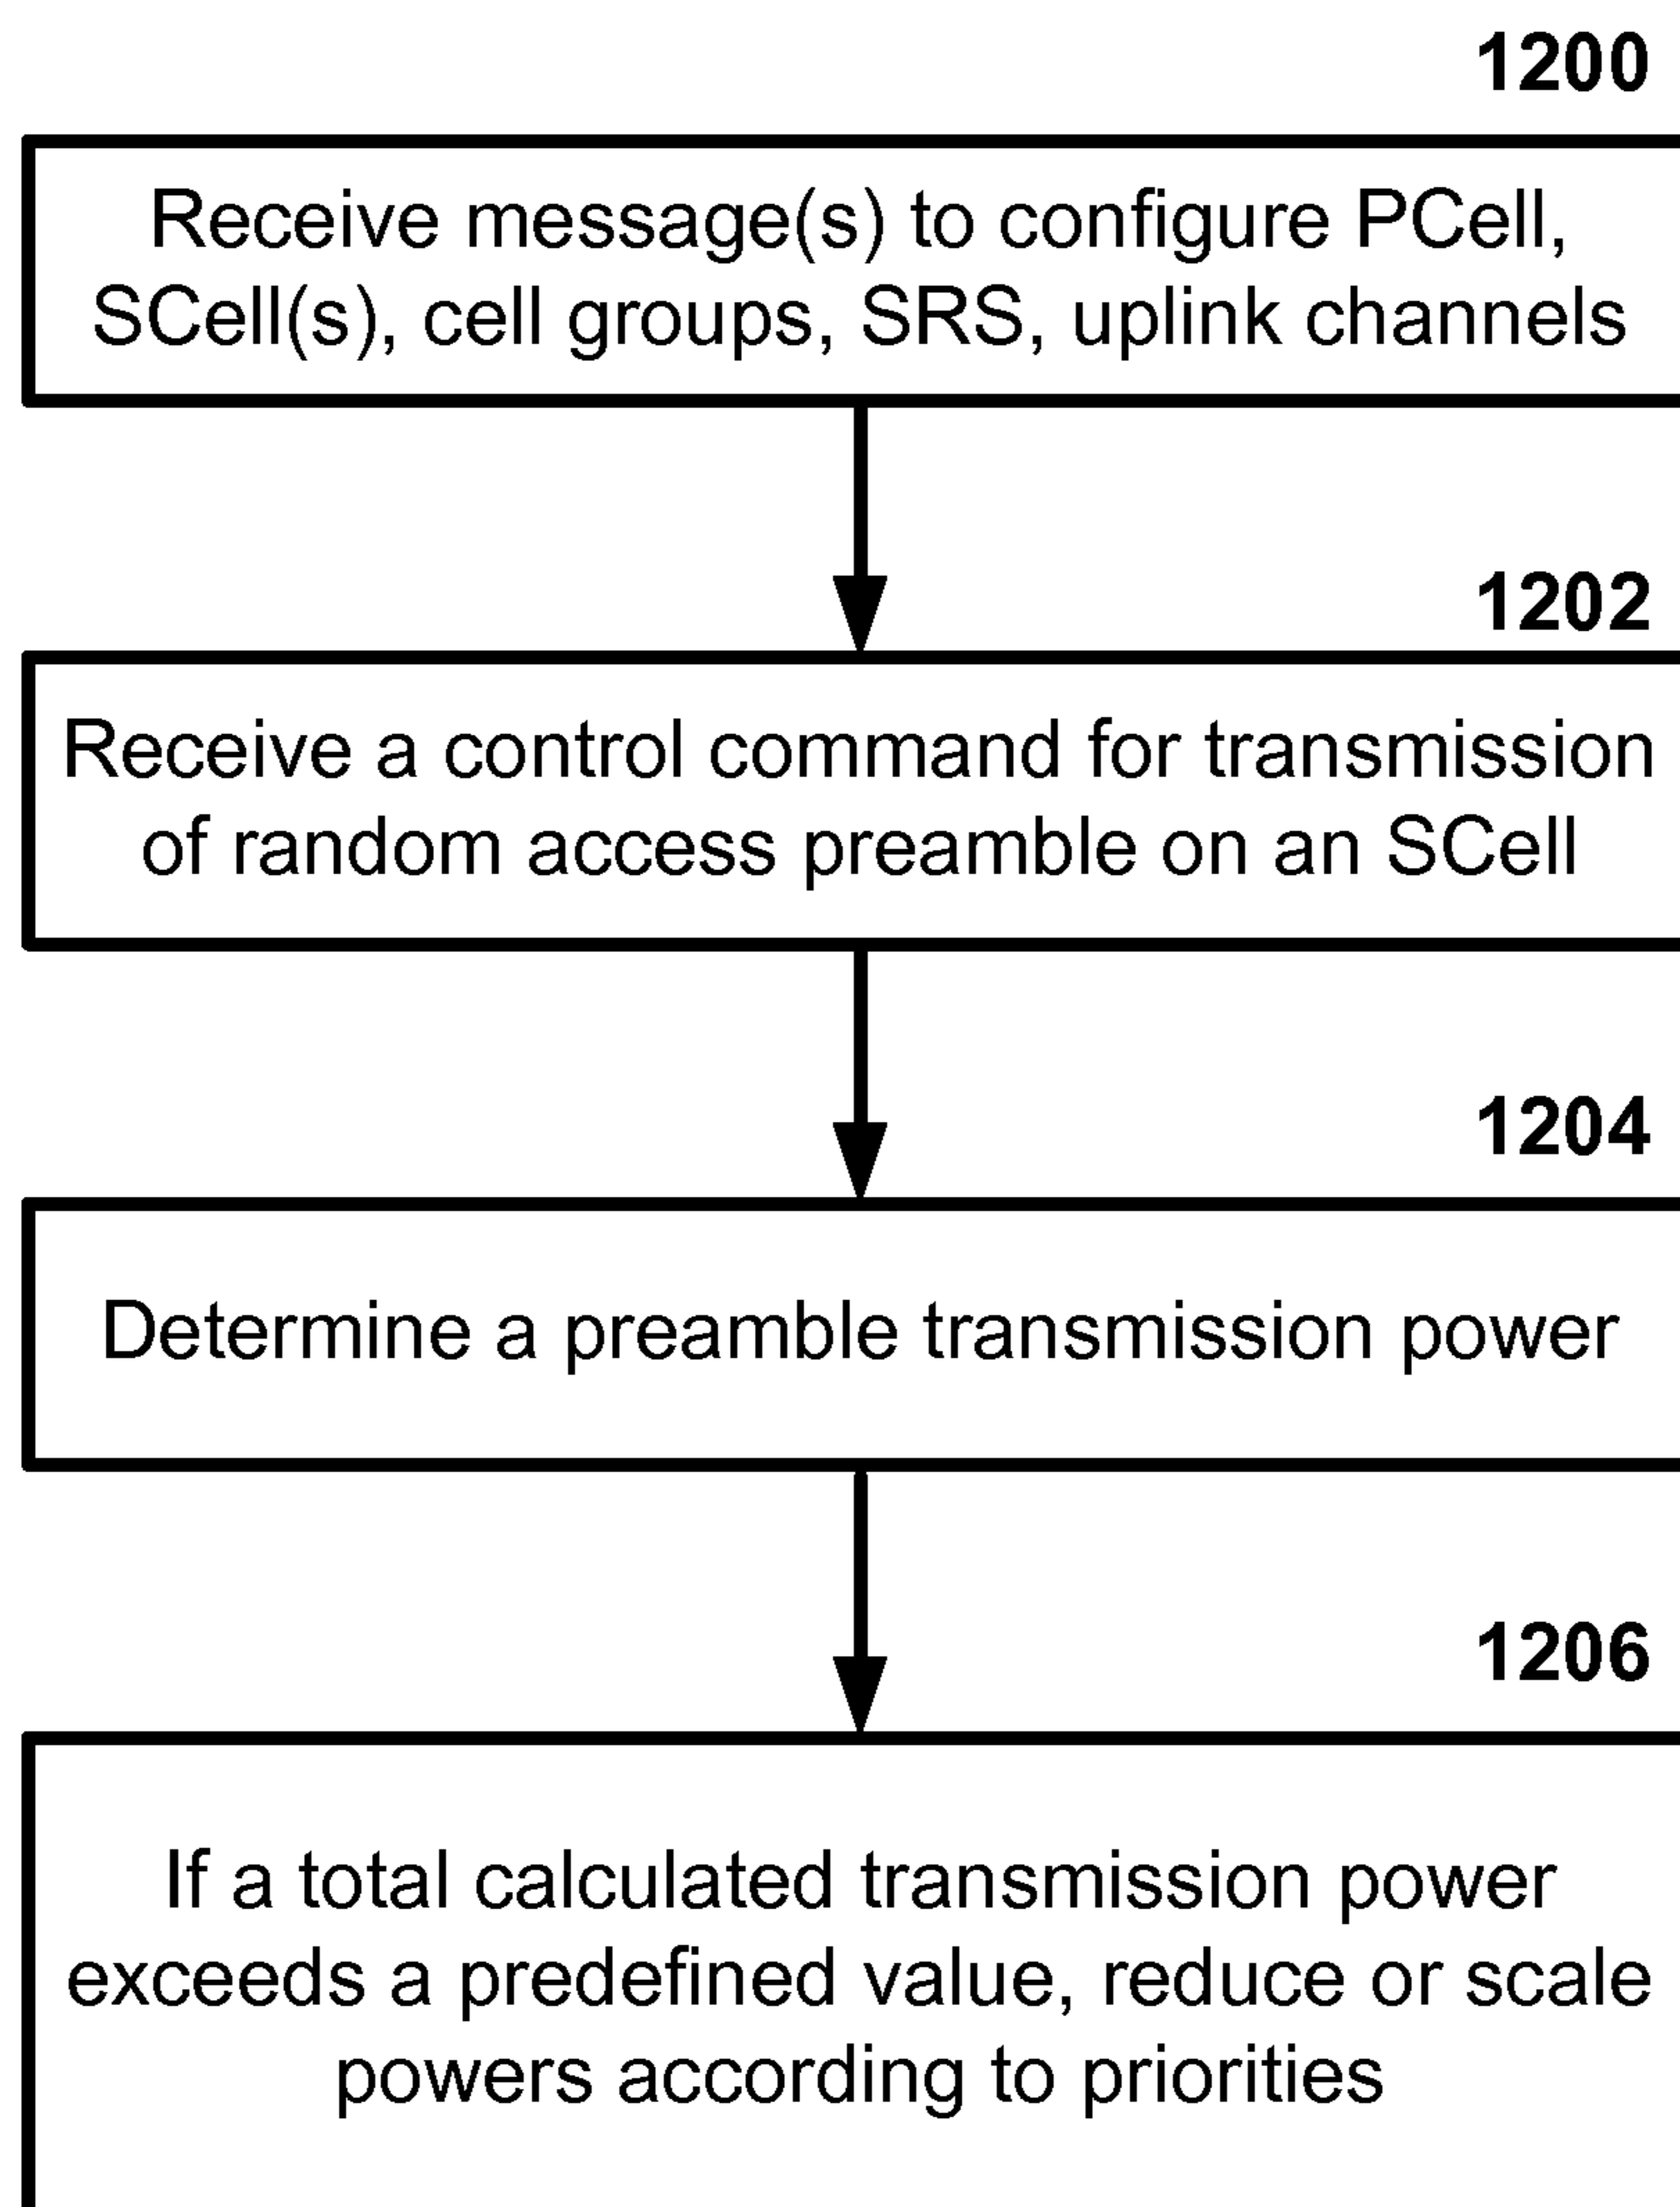 1200
Receive message(s) to configure PCell,
SCell(s), cell groups, SRS, uplink channels
1202
Receive a control command for transmission
of random access preamble on an SCell
1204
Determine a preamble transmission power
1206
If a total calculated transmission power
exceeds a predefined value, reduce or scale
powers according to priorities